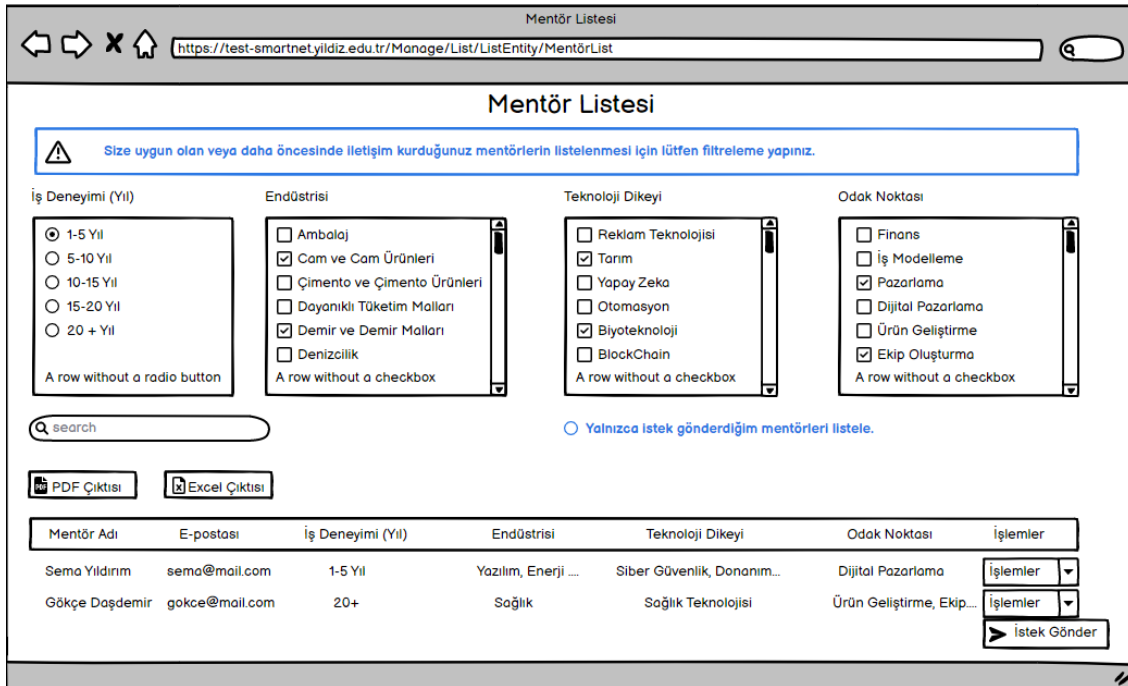 Mentör Listesi
https://test-smartnet.yildiz.edu.tr/Manage/List/ListEntity/MentörList
Mentör Listesi
Size uygun olan veya daha öncesinde iletişim kurduğunuz mentörlerin listelenmesi için lütfen filtreleme yapınız.
İş Deneyimi (Yıl)
1-5 Yıl
5-10 Yıl
10-15 Yıl
15-20 Yıl
20 + Yıl
A row without a radio button
Endüstrisi
Ambalaj
Cam ve Cam Ürünleri
Çimento ve Çimento Ürünleri
Dayanıklı Tüketim Malları
Demir ve Demir Malları
Denizcilik
A row without a checkbox
Teknoloji Dikeyi
Reklam Teknolojisi
Tarım
Yapay Zeka
Otomasyon
Biyoteknoloji
BlockChain
A row without a checkbox
Odak Noktası
Finans
İş Modelleme
Pazarlama
Dijital Pazarlama
Ürün Geliştirme
Ekip Oluşturma
A row without a checkbox
search
Yalnızca istek gönderdiğim mentörleri listele.
PDF PDF Çıktısı
X Excel Çıktısı
Mentör Adı E-postası İş Deneyimi (Yıl) Endüstrisi Teknoloji Dikeyi Odak Noktası İşlemler
Sema Yıldırım sema@mail.com 1-5 Yıl Yazılım, Enerji .... Siber Güvenlik, Donanım... Dijital Pazarlama İşlemler
Gökçe Daşdemir gokce@mail.com 20+ Sağlık Sağlık Teknolojisi Ürün Geliştirme, Ekip.... İşlemler
İstek Gönder